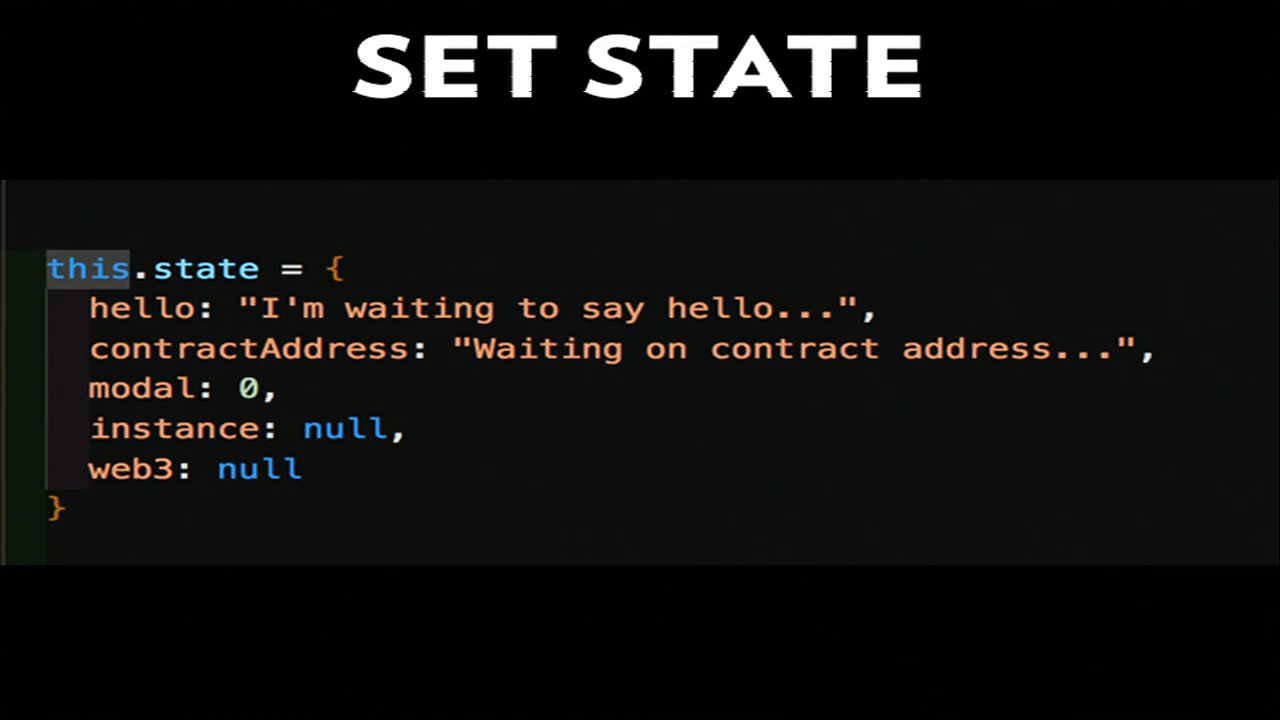 SET STATE
this.state = {
hello: "I'm waiting to say hello...",
contractAddress: "Waiting on contract address...",
modal: 0,
instance: null,
web3: null
}